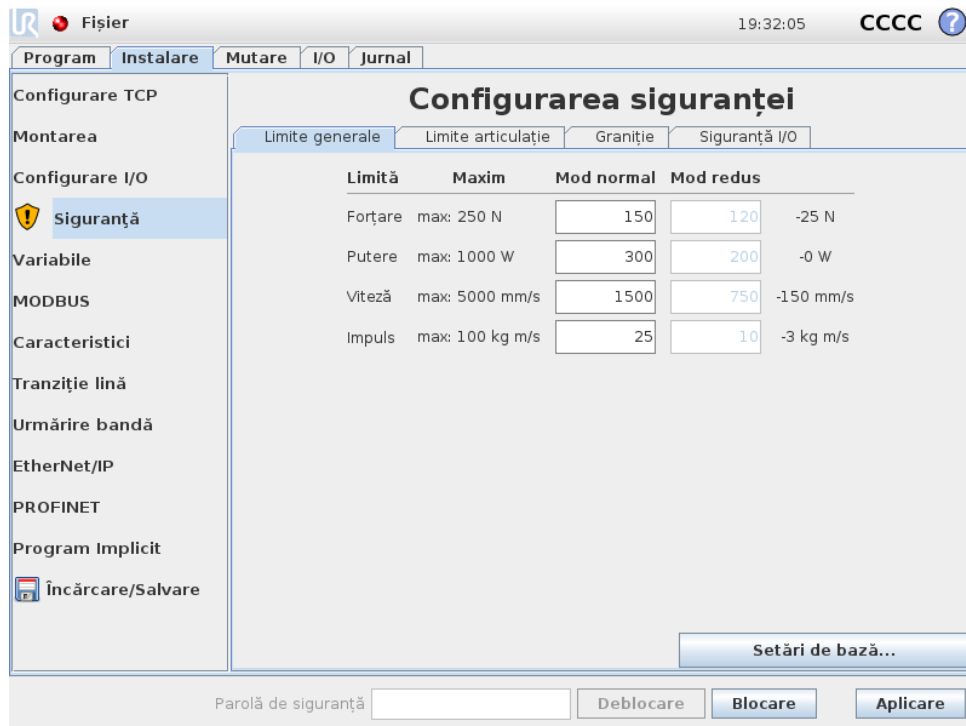 UR Fișier 19:32:05 CCCC ?
Program Instalare Mutare I/O Jurnal
Configurare TCP
Montarea
Configurare I/O
Siguranță
Variabile
MODBUS
Caracteristici
Tranziție lină
Urmărire bandă
EtherNet/IP
PROFINET
Program Implicit
Încărcare/Salvare
Configurarea siguranței
Limite generale Limite articulație Graniție Siguranță I/O
Limită Maxim Mod normal Mod redus
Forțare max: 250 N 150 120 -25 N
Putere max: 1000 W 300 200 -0 W
Viteză max: 5000 mm/s 1500 750 -150 mm/s
Impuls max: 100 kg m/s 25 10 -3 kg m/s
Setări de bază...
Parolă de siguranță Deblocare Blocare Aplicare